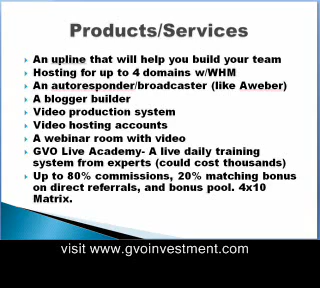 Products/Services
An upline that will help you build your team
Hosting for up to 4 domains w/WHM
An autoresponder/broadcaster (like Aweber)
A blogger builder
Video production system
Video hosting accounts
A webinar room with video
GVO Live Academy- A live daily training
system from experts (could cost thousands)
Up to 80% commissions, 20% matching bonus
on direct referrals, and bonus pool. 4x10
Matrix.
visit www.gvoinvestment.com